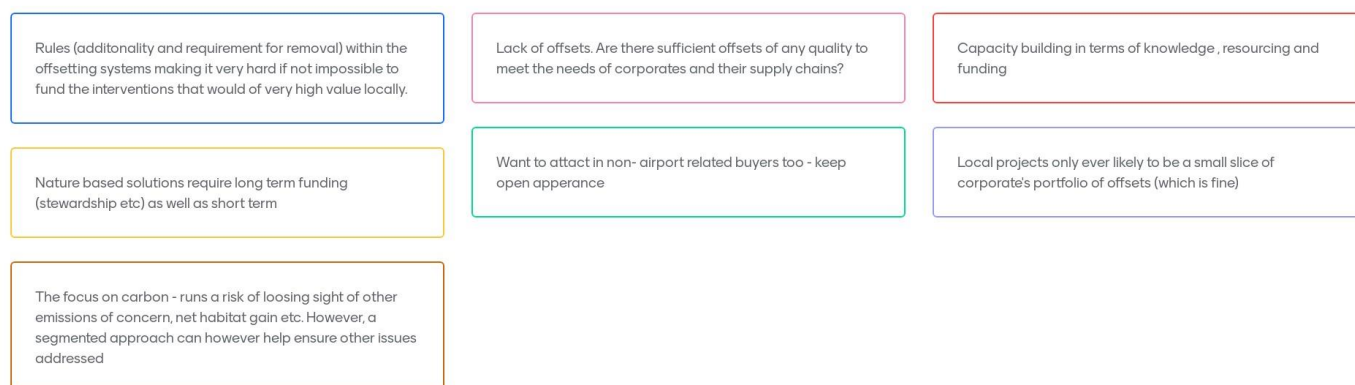 Rules (additonality and requirement for removal) within the
offsetting systems making it very hard if not impossible to
fund the interventions that would of very high value locally.
Nature based solutions require long term funding
(stewardship etc) as well as short term
The focus on carbon - runs a risk of loosing sight of other
emissions of concern, net habitat gain etc. However, a
segmented approach can however help ensure other issues
addressed
Lack of offsets. Are there sufficient offsets of any quality to
meet the needs of corporates and their supply chains?
Want to attact in non- airport related buyers too - keep
open apperance
Capacity building in terms of knowledge , resourcing and
funding
Local projects only ever likely to be a small slice of
corporate's portfolio of offsets (which is fine)